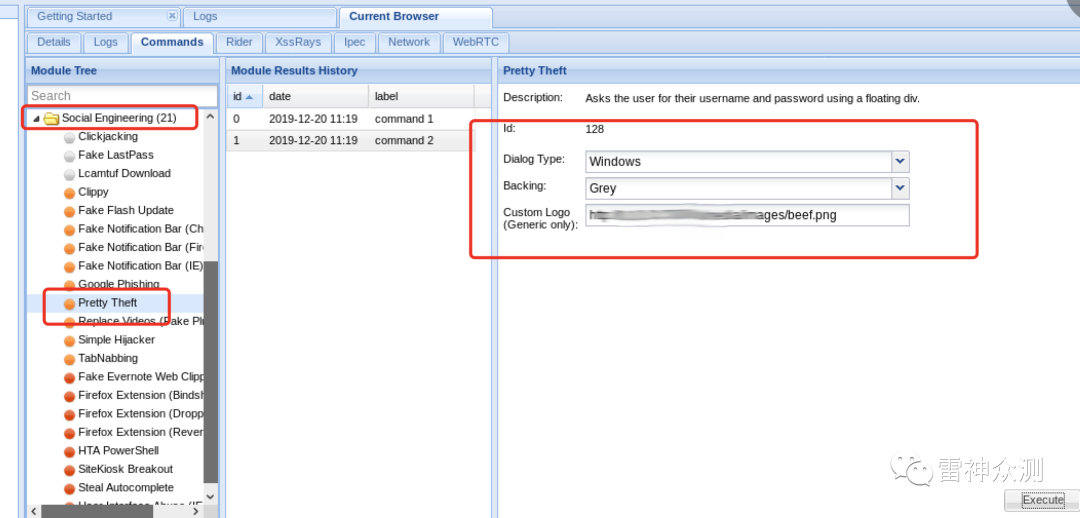 Getting Started
Logs
Current Browser
Details
Logs
Commands
Rider
XssRays
Ipec
Network
WebRTC
Module Tree
Search
Social Engineering (21)
Clickjacking
Fake LastPass
Lcamtuf Download
Clippy
Fake Flash Update
Fake Notification Bar (Ch
Fake Notification Bar (Fire
Fake Notification Bar (IE)
Google Phishing
Pretty Theft
Replace Videos (Fake Plu
Simple Hijacker
TabNabbing
Fake Evernote Web Clipp
Firefox Extension (Bindsh
Firefox Extension (Dropp
Firefox Extension (Rever
HTA PowerShell
SiteKiosk Breakout
Steal Autocomplete
User Interface Abuse (IE
Module Results History
id date label
0 2019-12-20 11:19 command 1
1 2019-12-20 11:19 command 2
Pretty Theft
Description: Asks the user for their username and password using a floating div.
Id: 128
Dialog Type: Windows
Backing: Grey
Custom Logo
(Generic only):
ages/beef.png
雷神众测
Execute